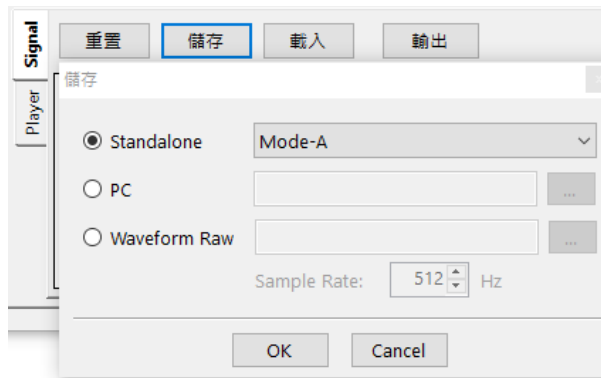 Signal
重置 儲存 載入 輸出
儲存
Player
Standalone Mode-A
PC ...
Waveform Raw ...
Sample Rate: 512 Hz
OK Cancel